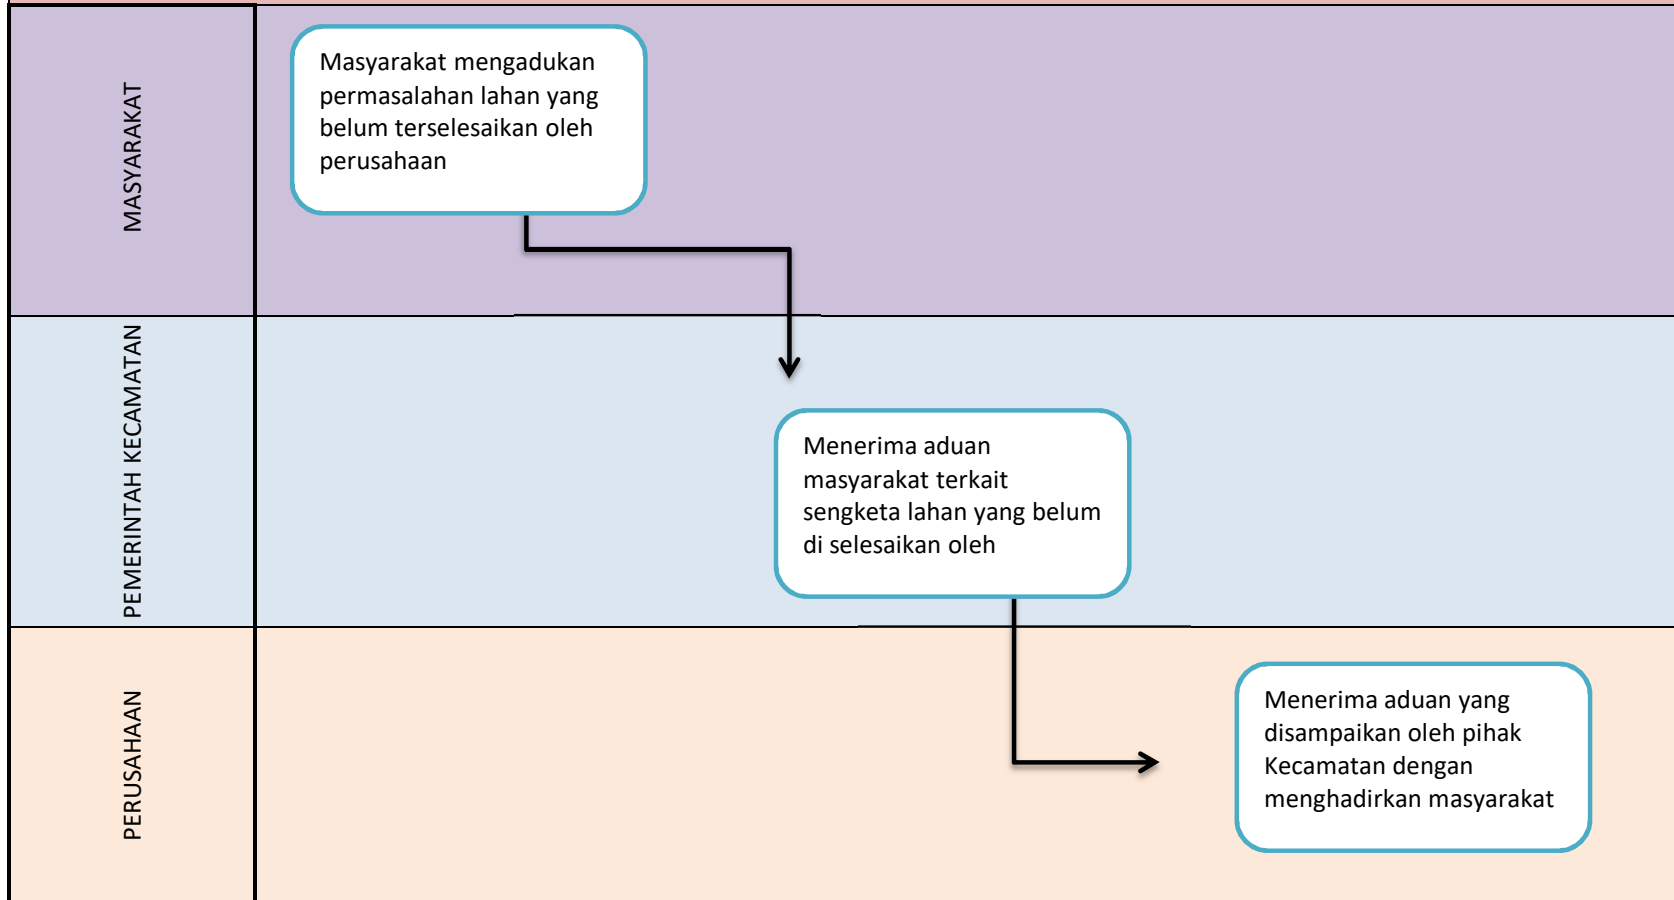 MASYARAKAT
Masyarakat mengadukan
permasalahan lahan yang
belum terselesaikan oleh
perusahaan
PEMERINTAH KECAMATAN
Menerima aduan
masyarakat terkait
sengketa lahan yang belum
di selesaikan oleh
PERUSAHAAN
Menerima aduan yang
disampaikan oleh pihak
Kecamatan dengan
menghadirkan masyarakat